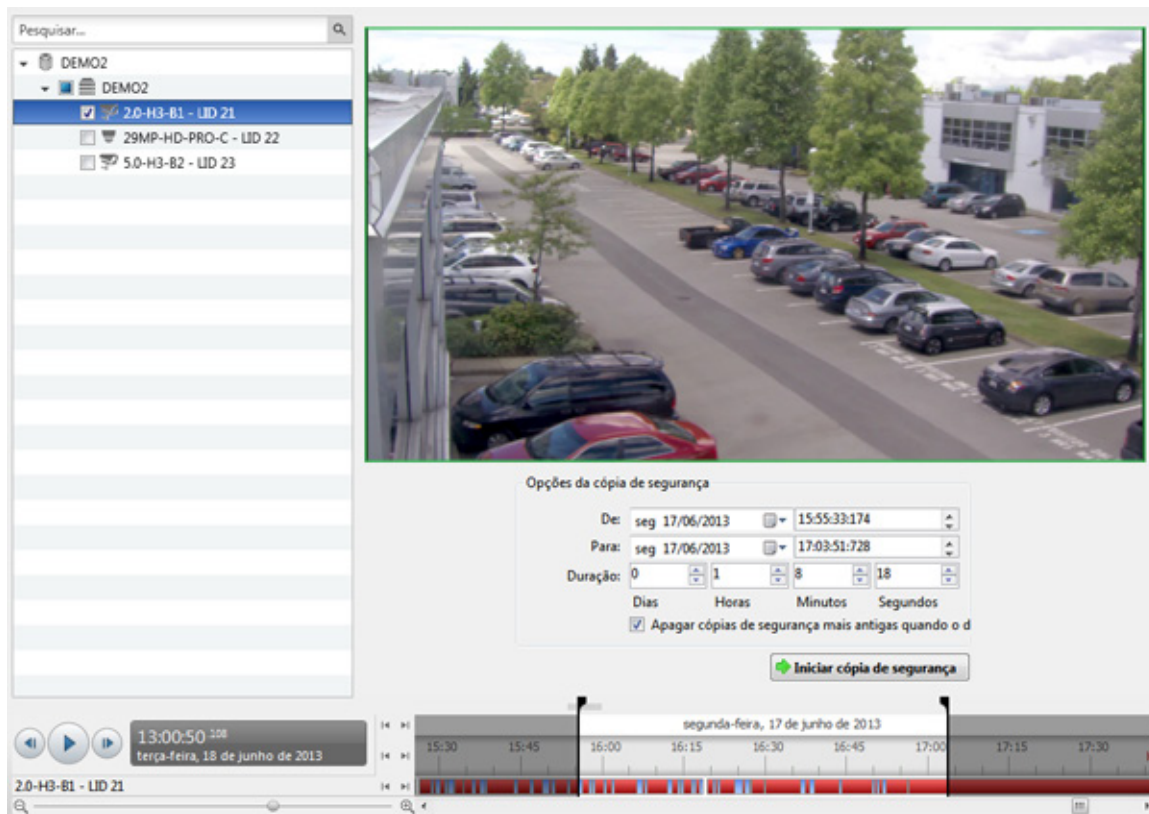 Pesquisar...
DEMO2
DEMO2
2.0-H3-B1 - LID 21
29MP-HD-PRO-C - LID 22
5.0-H3-B2 - LID 23
Opções da cópia de segurança
De: seg 17/06/2013 15:55:33:174
Para: seg 17/06/2013 17:03:51:728
Duração: 0 1 8 18
Dias Horas Minutos Segundos
Apagar cópias de segurança mais antigas quando o d
Iniciar cópia de segurança
13:00:50.108
terça-feira, 18 de junho de 2013
segunda-feira, 17 de junho de 2013
15:30 15:45 16:00 16:15 16:30 16:45 17:00 17:15 17:30
2.0-H3-B1 - LID 21